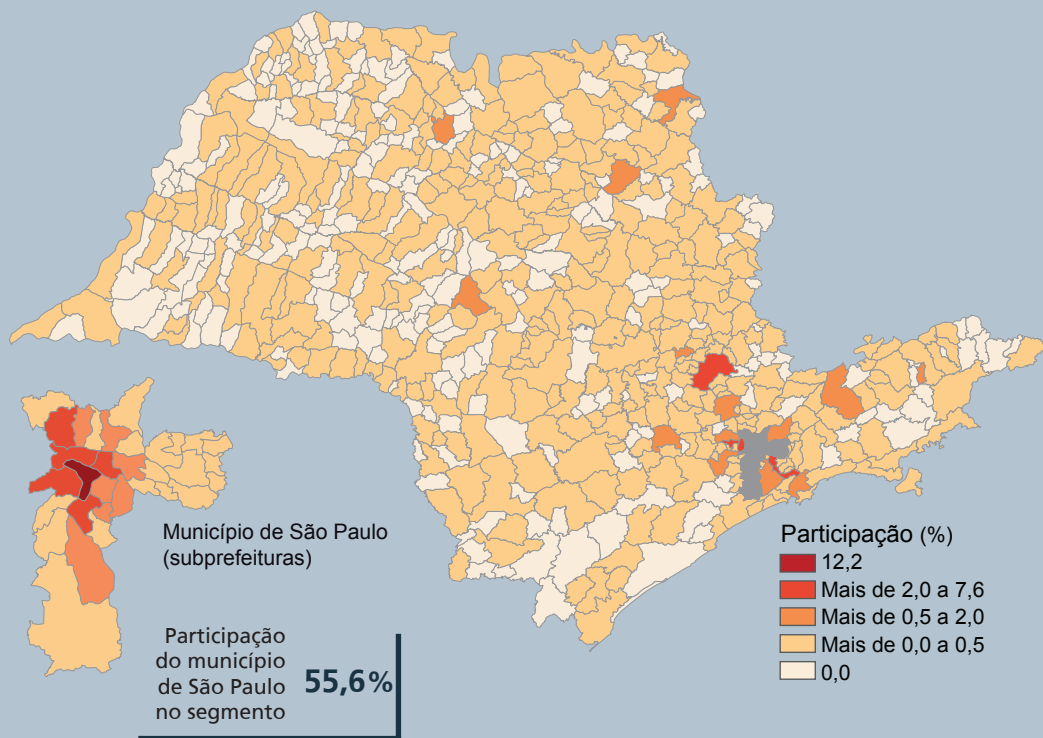 Município de São Paulo
(subprefeituras)
Participação
do município
de São Paulo
no segmento
55,6%
Participação (%)
12,2
Mais de 2,0 a 7,6
Mais de 0,5 a 2,0
Mais de 0,0 a 0,5
0,0